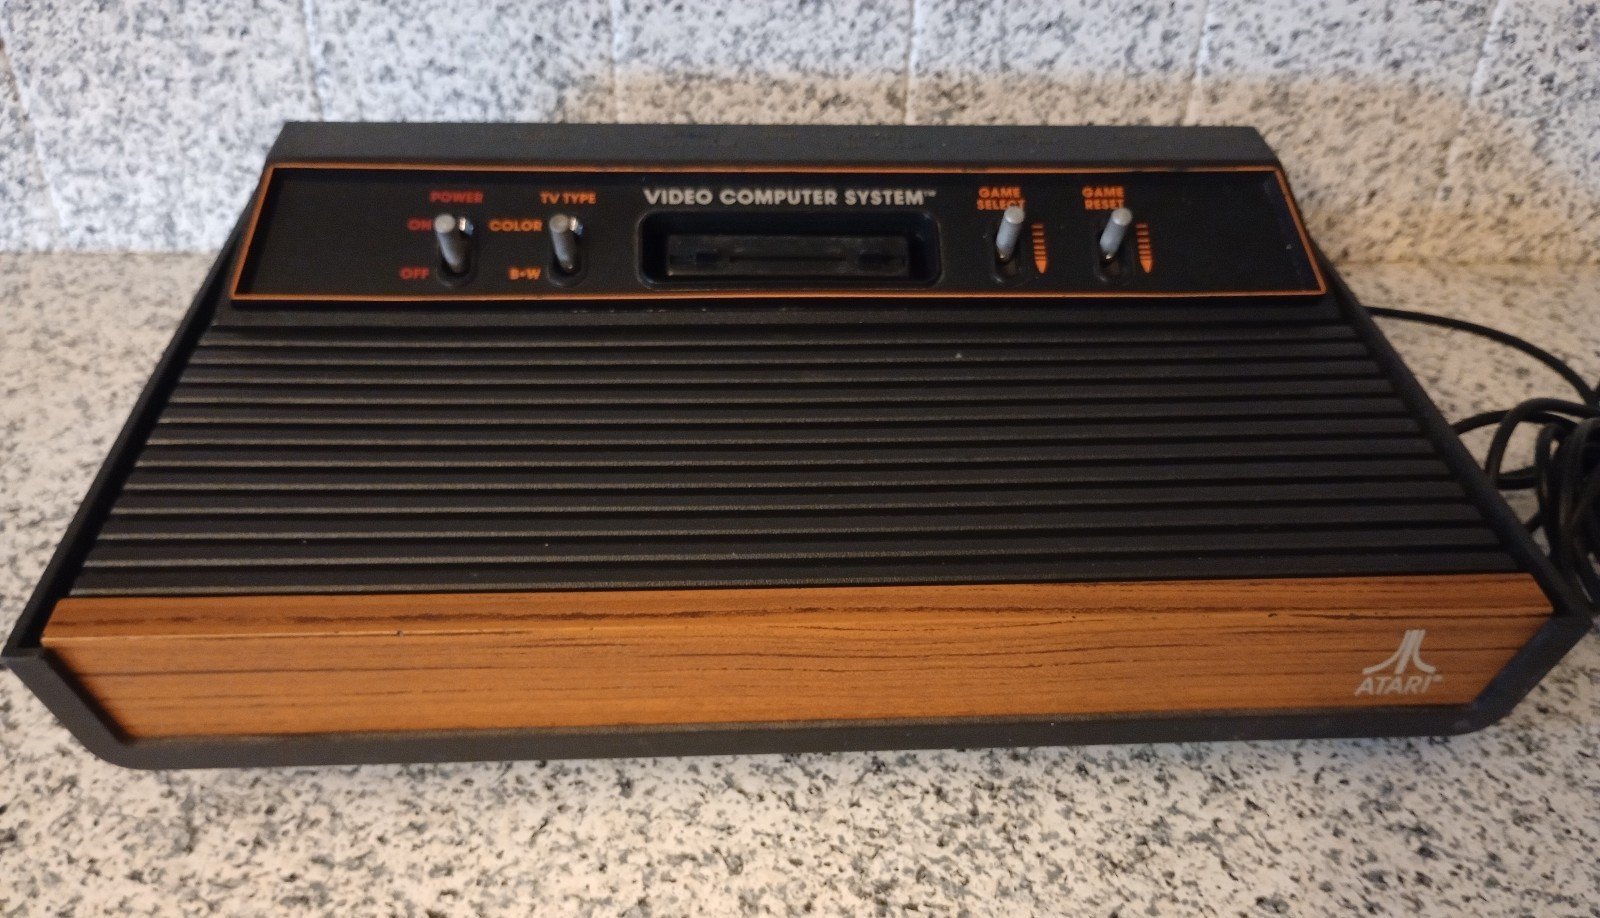 POWER
ON
OFF
TV TYPE
COLOR
B•W
VIDEO COMPUTER SYSTEM™
GAME
SELECT
GAME
RESET
ATARI®